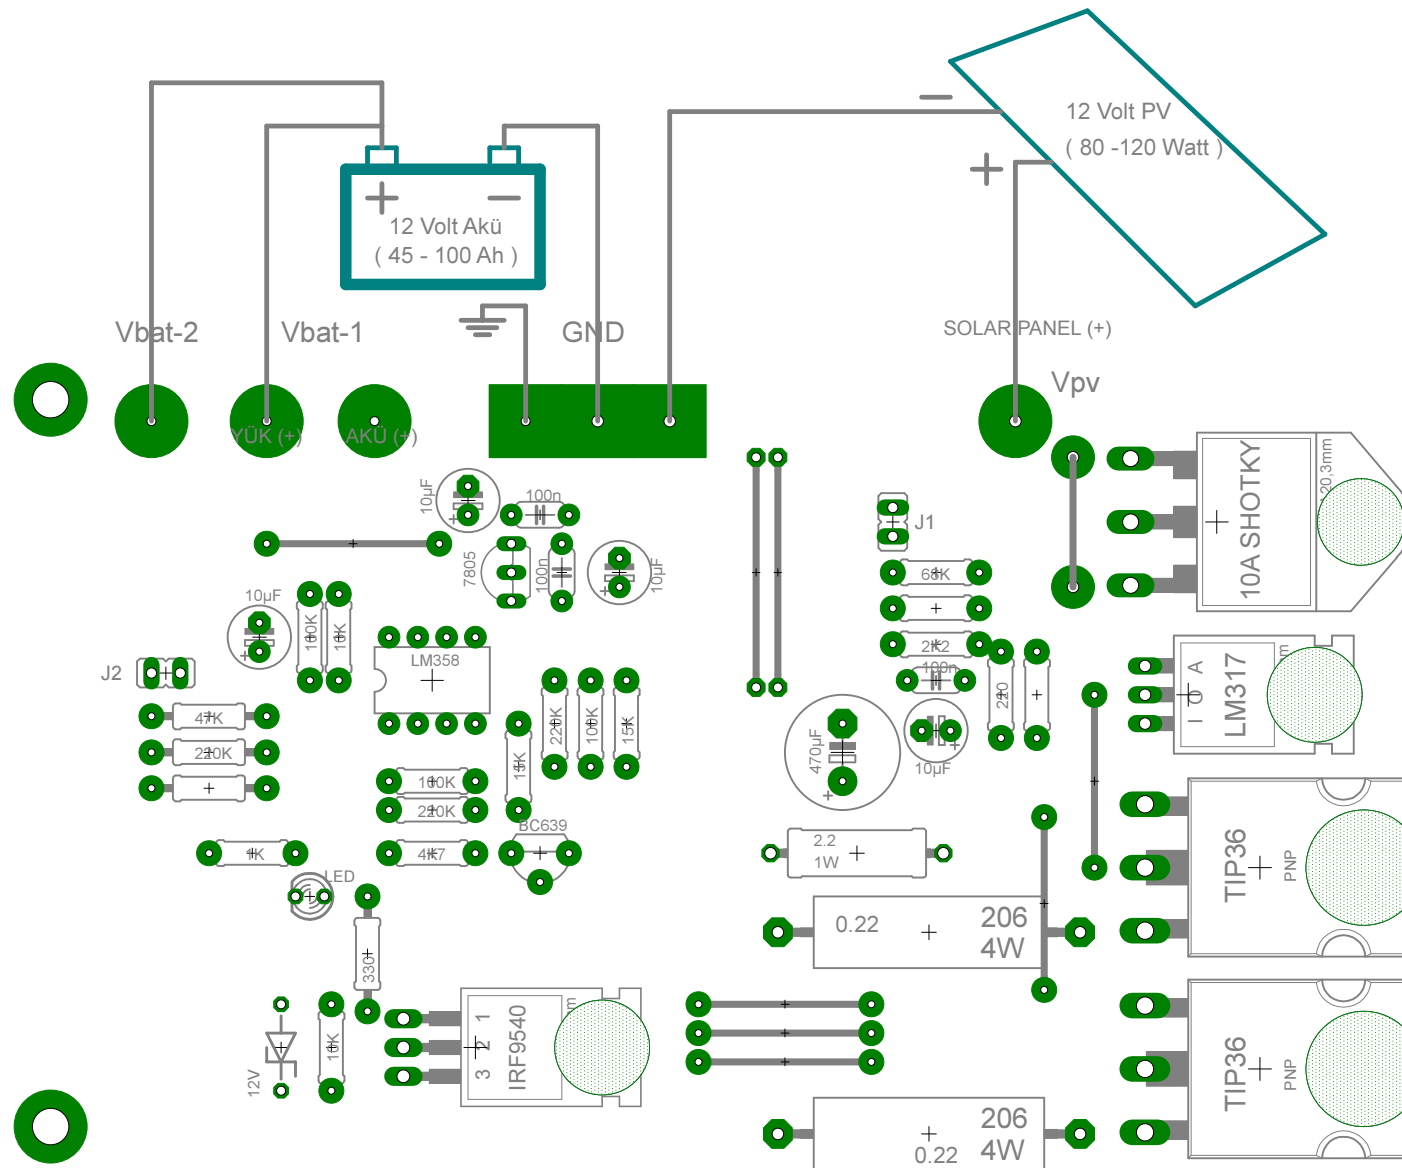 12 Volt PV
( 80 -120 Watt )
12 Volt Akü
( 45 - 100 Ah )
Vbat-2
Vbat-1
GND
SOLAR PANEL (+)
Vpv
YÜK (+)
AKÜ (+)
10µF
100n
7805
100n
10µF
J1
10A SHOTKY
20,3mm
68K
2K2
100n
220
10µF
100K
LM358
J2
47K
220K
15K
220K
100K
15K
470µF
10µF
I O A
LM317
100K
220K
4K7
BC639
1K
LED
2.2
1W
TIP36
PNP
0.22
206
4W
330
12V
10K
1
2
3
IRF9540
TIP36
PNP
206
4W
0.22